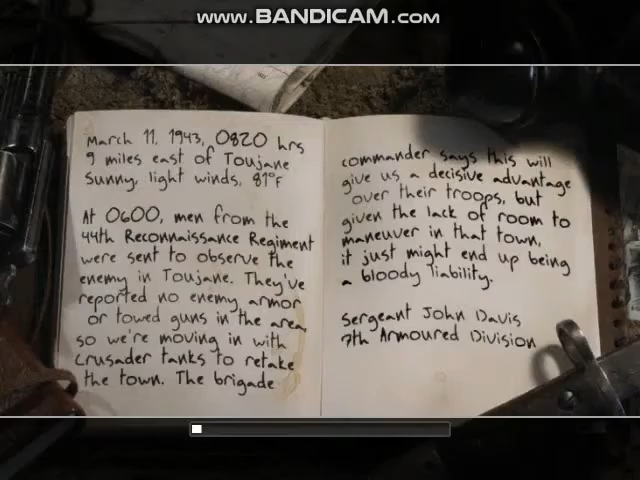 WWW.BANDICAM.COM
March 11, 1943, 0820 hrs
9 miles east of Toujane
Sunny, light winds, 81°F
At 0600, men from the
44th Reconnaissance Regiment
were sent to observe the
enemy in Toujane. They've
reported no enemy armor
or towed guns in the area,
so we're moving in with
Crusader tanks to retake
the town. The brigade
commander says this will
give us a decisive advantage
over their troops, but
given the lack of room to
maneuver in that town,
it just might end up being
a bloody liability.
Sergeant John Davis
7th Armoured Division